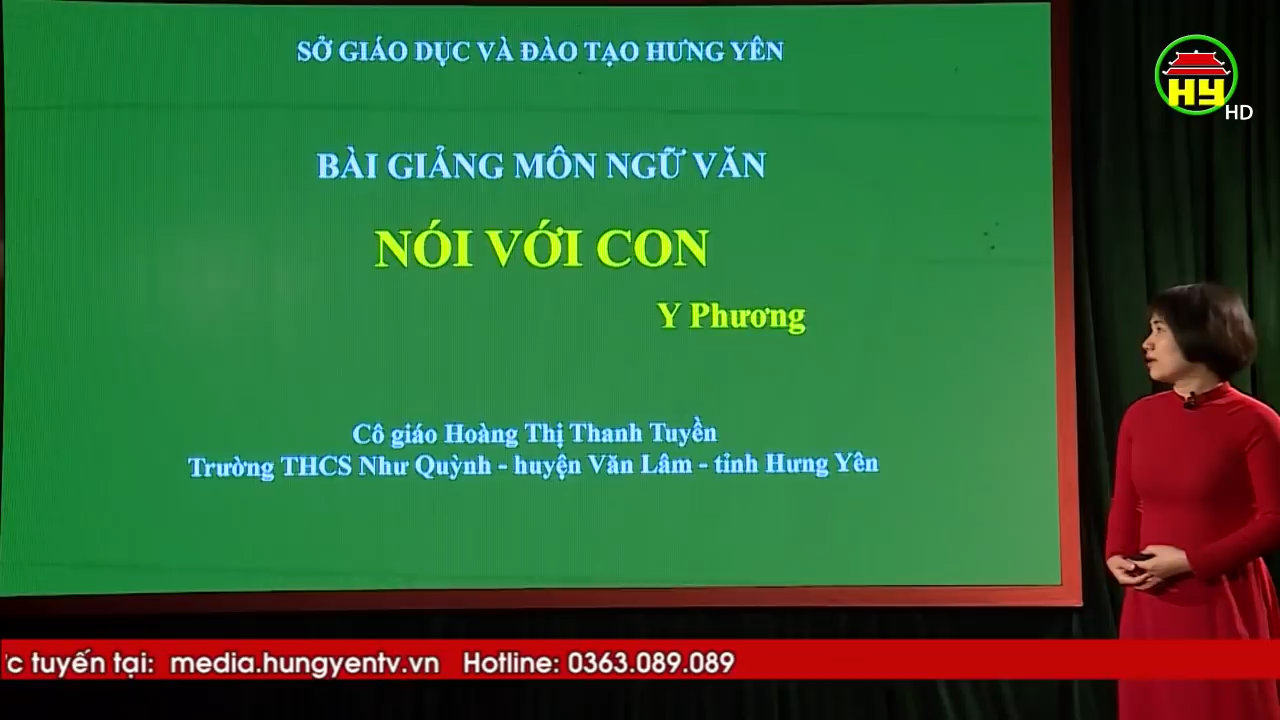 SỞ GIÁO DỤC VÀ ĐÀO TẠO HƯNG YÊN
HY
HD
BÀI GIẢNG MÔN NGỮ VĂN
NÓI VỚI CON
Y Phương
Cô giáo Hoàng Thị Thanh Tuyền
Trường THCS Như Quỳnh - huyện Văn Lâm - tỉnh Hưng Yên
tuyến tại: media.hungyentv.vn Hotline: 0363.089.089